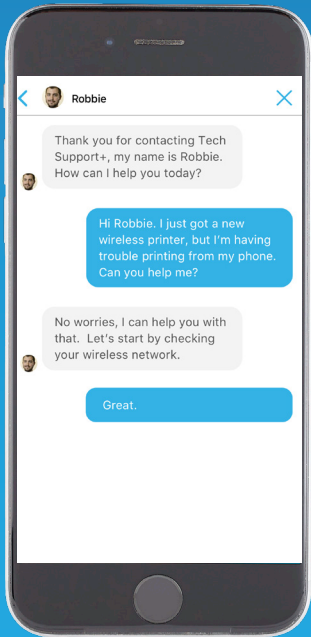 Robbie
Thank you for contacting Tech
Support+, my name is Robbie.
How can I help you today?
Hi Robbie. I just got a new
wireless printer, but I'm having
trouble printing from my phone.
Can you help me?
No worries, I can help you with
that.  Let's start by checking
your wireless network.
Great.